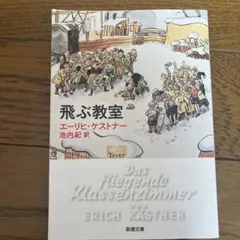 飛ぶ教室
エーリヒ・ケストナー
池内紀 訳
Das
fliegende
Klassenzimmer
ERICH KÄSTNER
新潮文庫